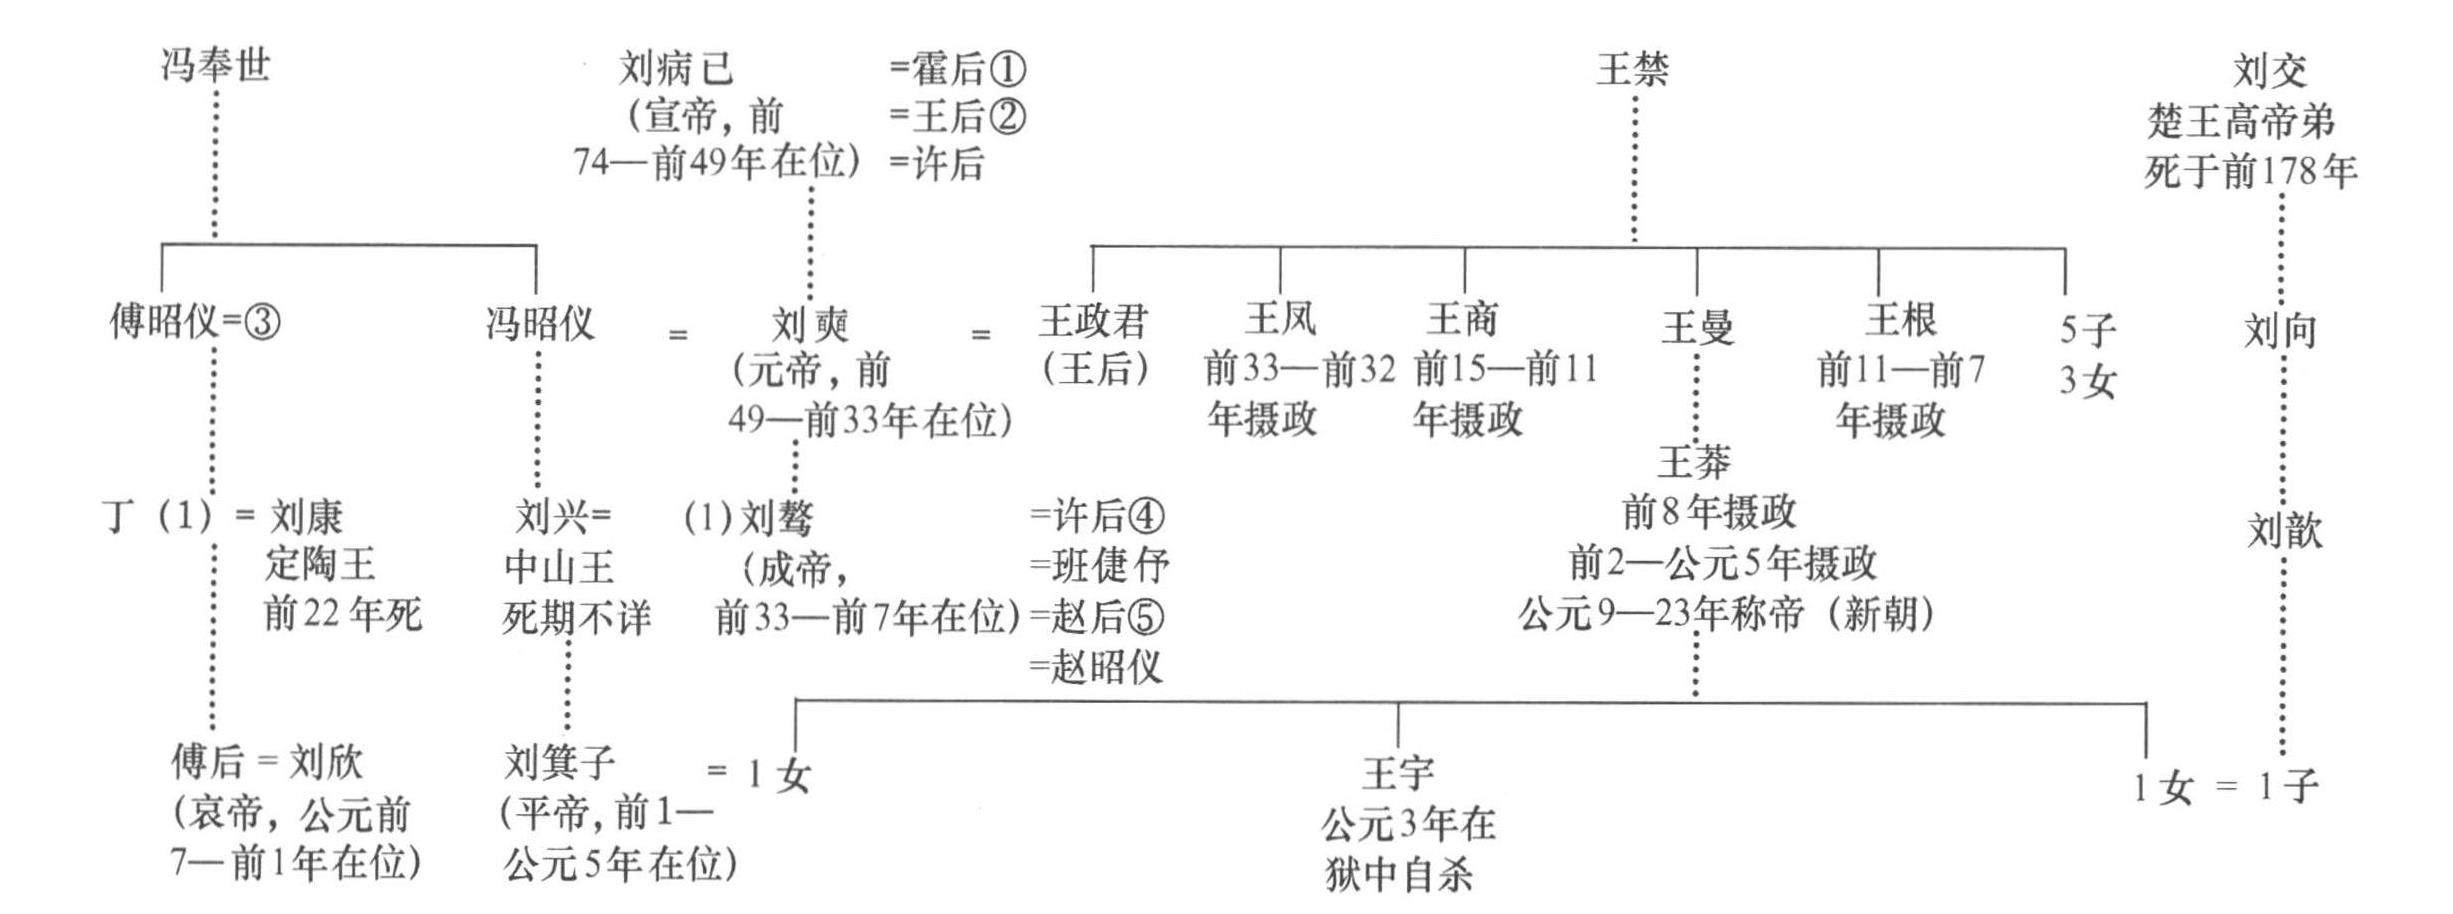 冯奉世
刘病已 =霍后①
(宣帝, 前 =王后②
74—前49年在位) =许后
王禁
刘交
楚王高帝弟
死于前178年
傅昭仪=③
冯昭仪
=
刘奭
(元帝, 前
49—前33年在位)
=
王政君
(王后)
王凤
前33—前32
年摄政
王商
前15—前11
年摄政
王曼
王根
前11—前7
年摄政
5子
3女
刘向
丁 (1) = 刘康
定陶王
前22年死
刘兴=
中山王
死期不详
(1)刘骜 =许后④
(成帝, =班倢伃
前33—前7年在位) =赵后⑤
=赵昭仪
王莽
前8年摄政
前2—公元5年摄政
公元9—23年称帝 (新朝)
刘歆
傅后 = 刘欣
(哀帝, 公元前
7—前1年在位)
刘箕子 = 1女
(平帝, 前1—
公元5年在位)
王宇
公元3年在
狱中自杀
1女 = 1子